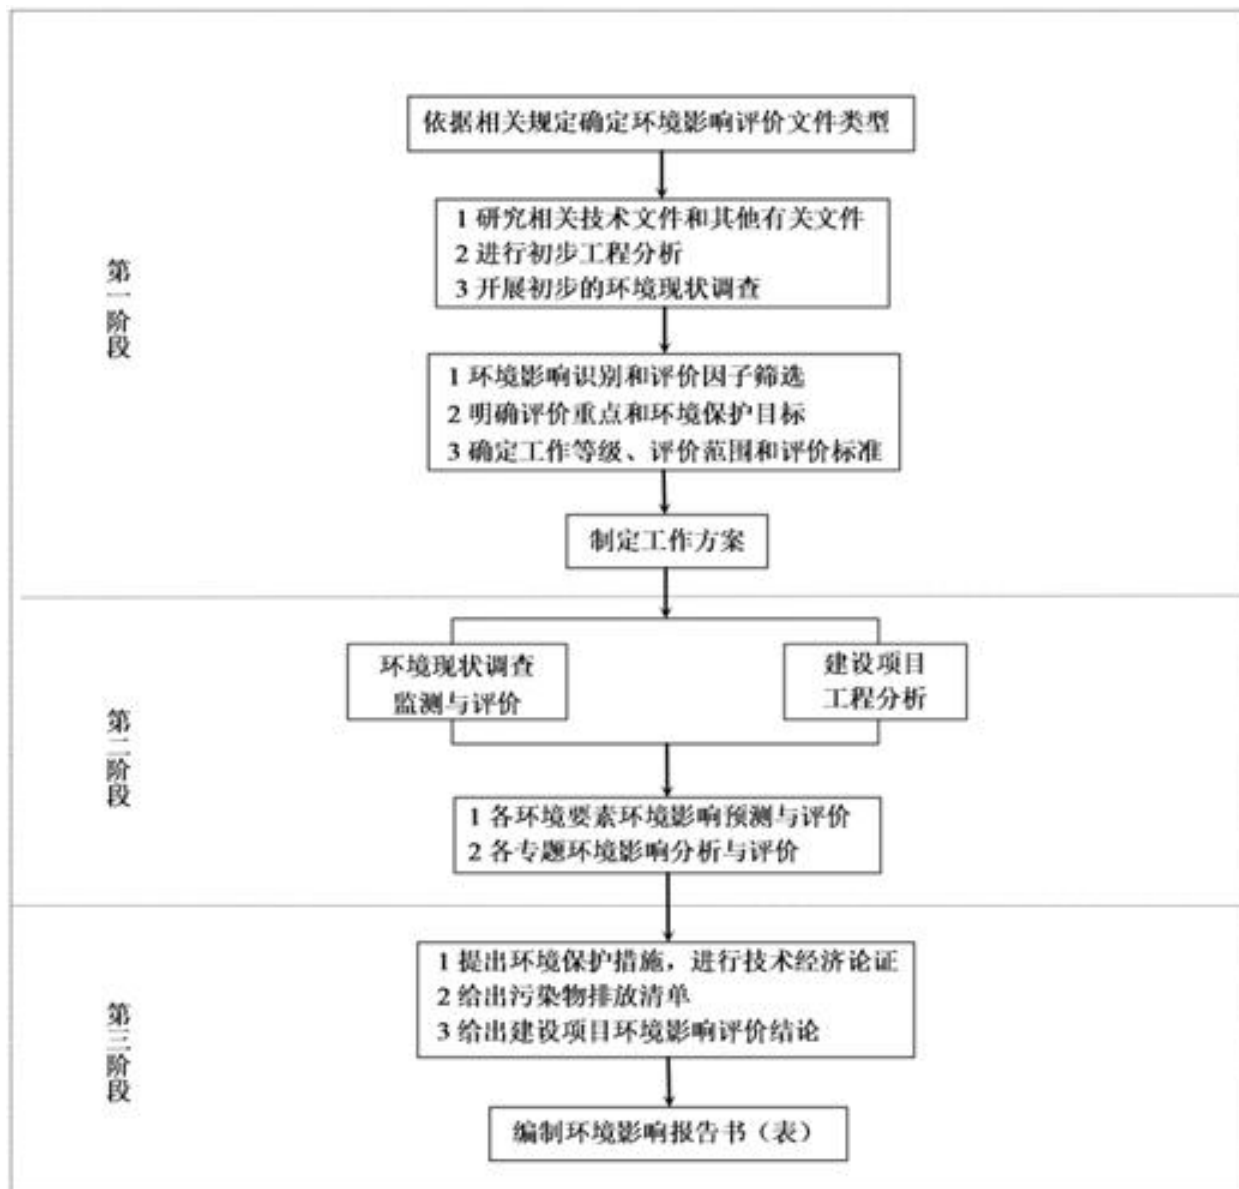 依据相关规定确定环境影响评价文件类型
1 研究相关技术文件和其他有关文件
2 进行初步工程分析
3 开展初步的环境现状调查
第一阶段
1 环境影响识别和评价因子筛选
2 明确评价重点和环境保护目标
3 确定工作等级、评价范围和评价标准
制定工作方案
环境现状调查
监测与评价
建设项目
工程分析
第二阶段
1 各环境要素环境影响预测与评价
2 各专题环境影响分析与评价
1 提出环境保护措施，进行技术经济论证
2 给出污染物排放清单
3 给出建设项目环境影响评价结论
第三阶段
编制环境影响报告书（表）